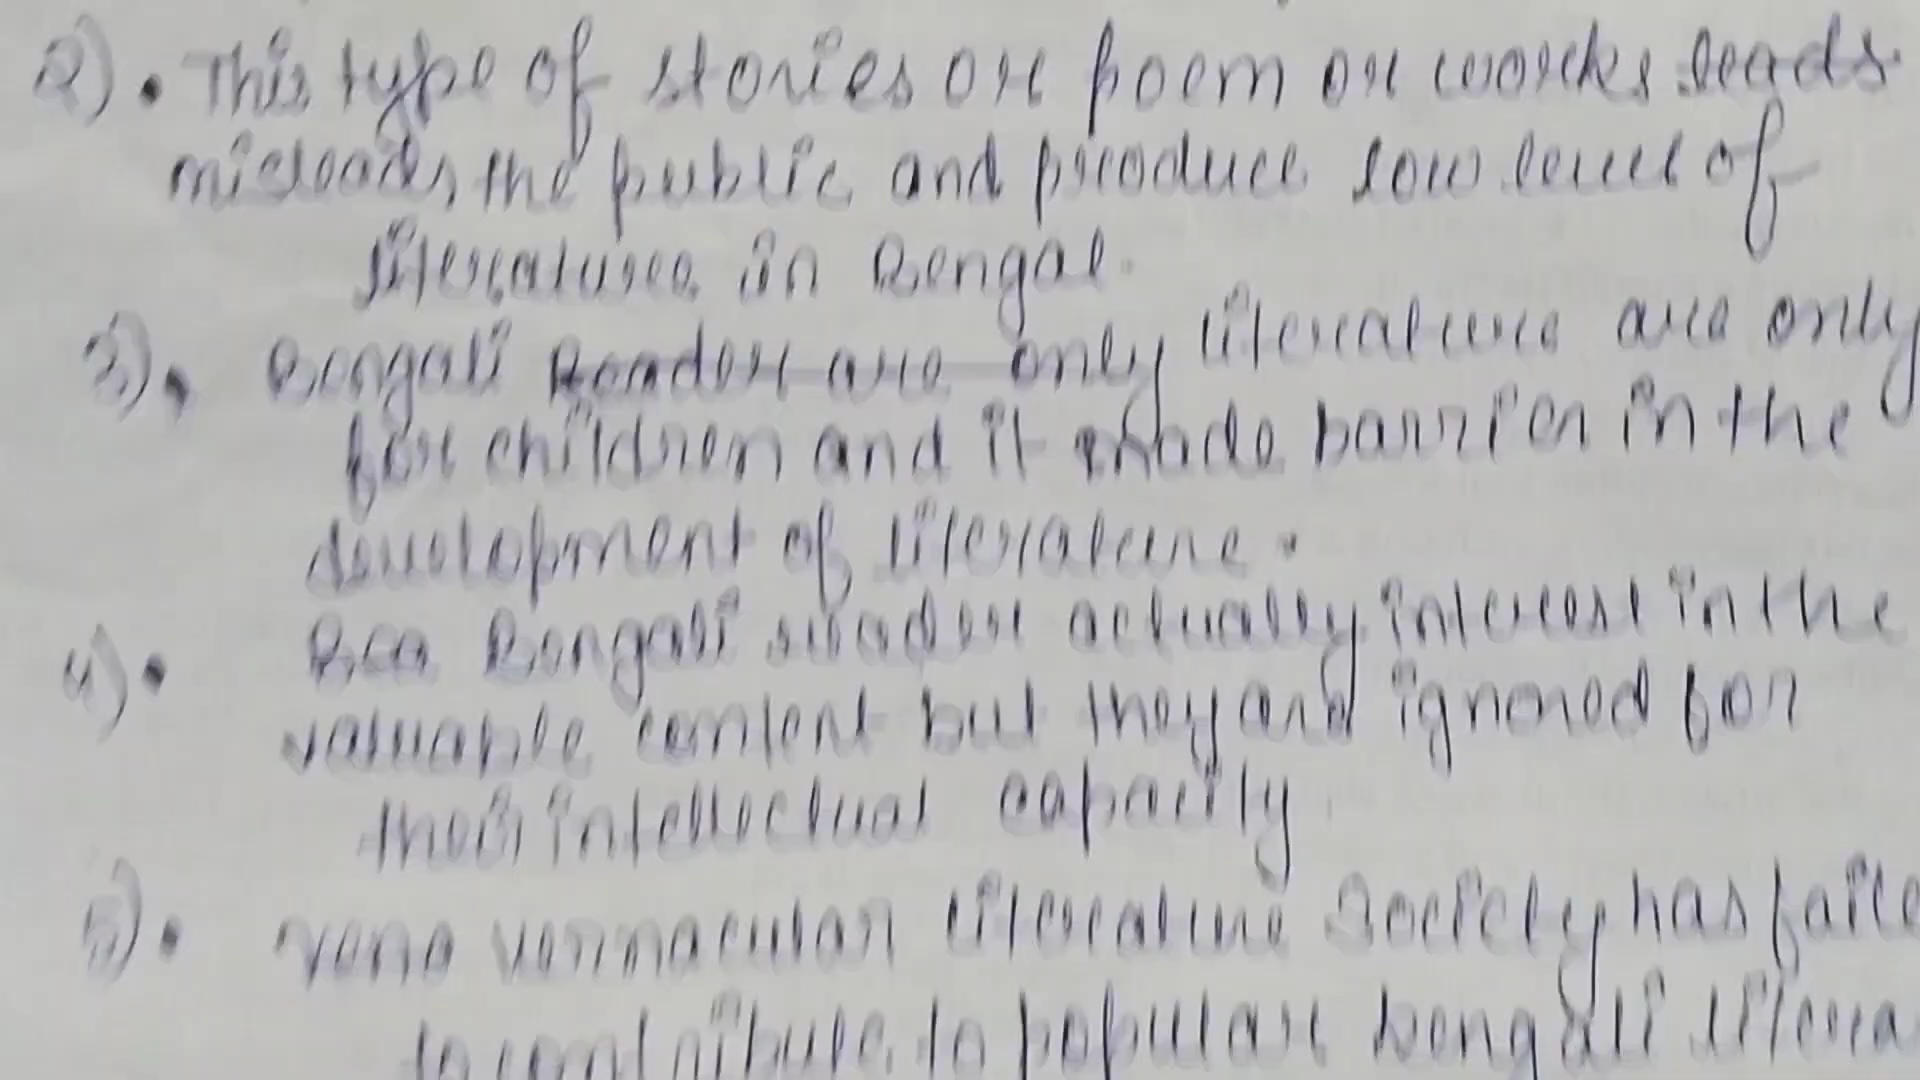 2). This type of stories or poem or works leads
misleads the public and produce low level of
literature in Bengal.
3). Bengali Reader are only literature are only
for children and it made barrier in the
development of literature.
4). Bengali reader actually interest in the
valuable content but they are ignored for
their intellectual capacity
5). vernacular literature Society has faile
to contribute to popular bengali litera